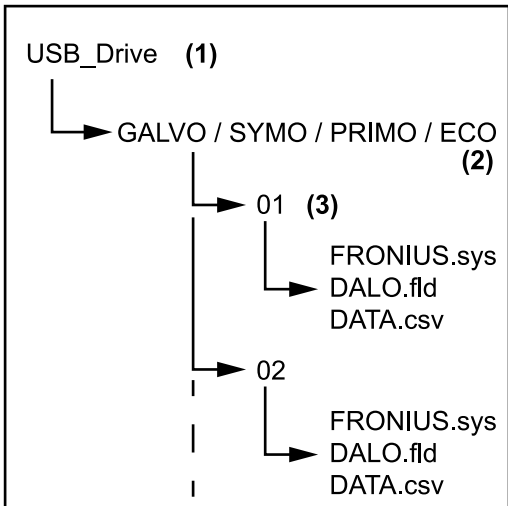 USB_Drive (1)
GALVO / SYMO / PRIMO / ECO
(2)
01 (3)
FRONIUS.sys
DALO.fld
DATA.csv
02
FRONIUS.sys
DALO.fld
DATA.csv